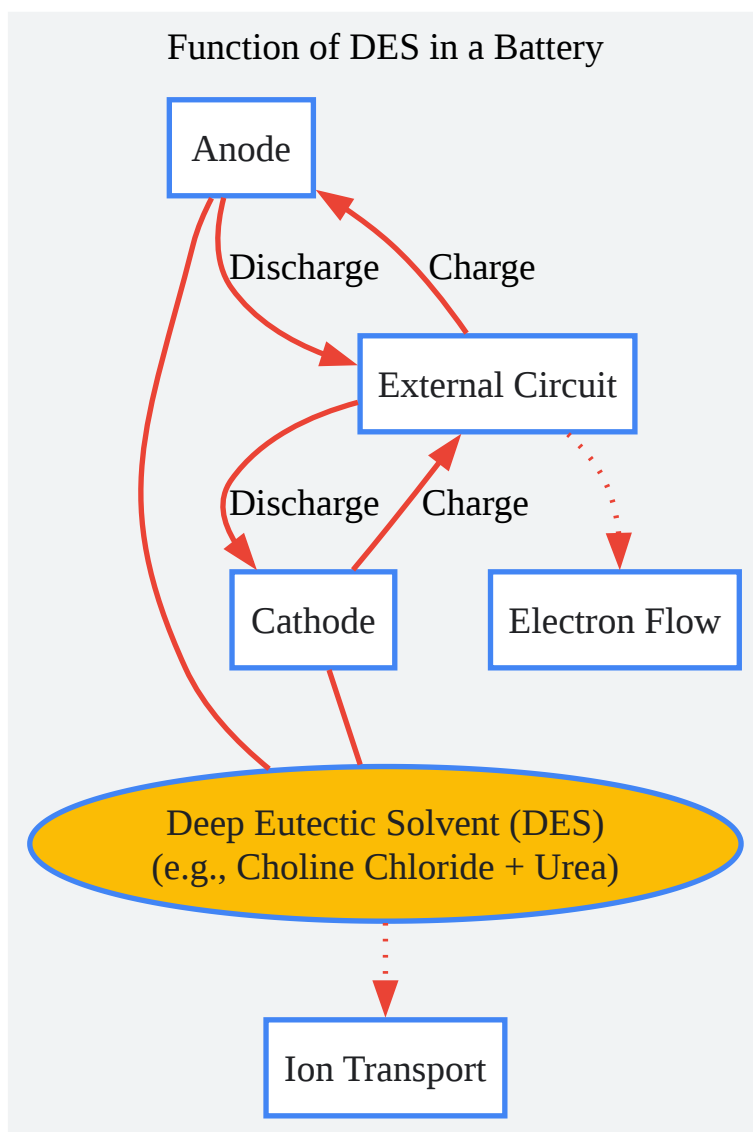 Function of DES in a Battery
Anode
Discharge
Charge
External Circuit
Discharge
Charge
Cathode
Electron Flow
Deep Eutectic Solvent (DES)
(e.g., Choline Chloride + Urea)
Ion Transport